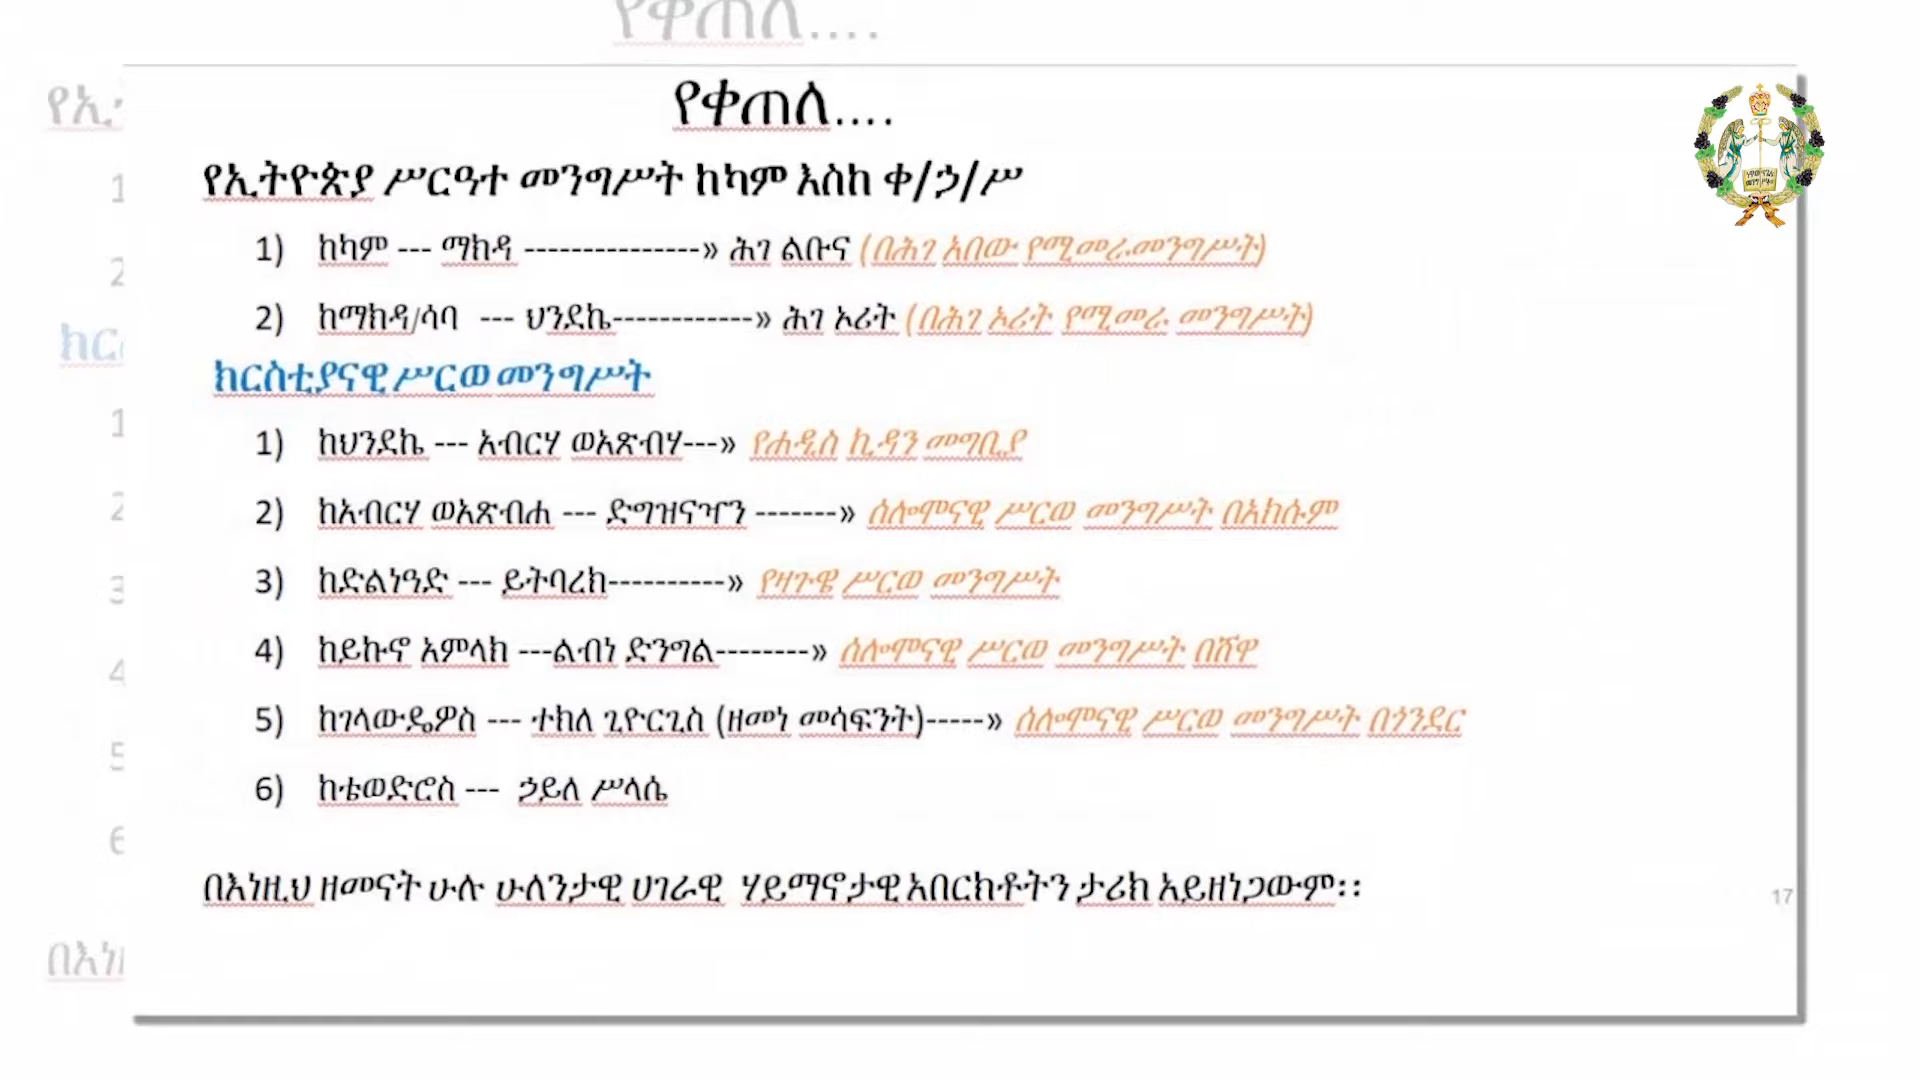 የቀጠለ....
የኢትዮጵያ ሥርዓተ መንግሥት ከካም እስከ ቀ/ኃ/ሥ
1) ከካም --- ማክዳ ---------------» ሕገ ልቡና (በሕገ አበው የሚመራመንግሥት)
2) ከማክዳ/ሳባ --- ህንደኬ------------» ሕገ ኦሪት (በሕገ ኦሪት የሚመራ መንግሥት)
ክርስቲያናዊ ሥርወ መንግሥት
1) ከህንደኬ --- አብርሃ ወአጽብሃ---» የሐዲስ ኪዳን መግቢያ
2) ከአብርሃ ወአጽብሐ --- ድግዝናዣን -------» ሰሎሞናዊ ሥርወ መንግሥት በአክሱም
3) ከድልነዓድ --- ይትባረክ----------» የዛጉዌ ሥርወ መንግሥት
4) ከይኩኖ አምላክ ---ልብነ ድንግል--------» ሰሎሞናዊ ሥርወ መንግሥት በሸዋ
5) ከገላውዴዎስ --- ተክለ ጊዮርጊስ (ዘመነ መሳፍንት)-----» ሰሎሞናዊ ሥርወ መንግሥት በጎንደር
6) ከቴወድሮስ --- ኃይለ ሥላሴ
በእነዚህ ዘመናት ሁሉ ሁለንታዊ ሀገራዊ ሃይማኖታዊ አበርክቶትን ታሪክ አይዘነጋውም፡፡
17